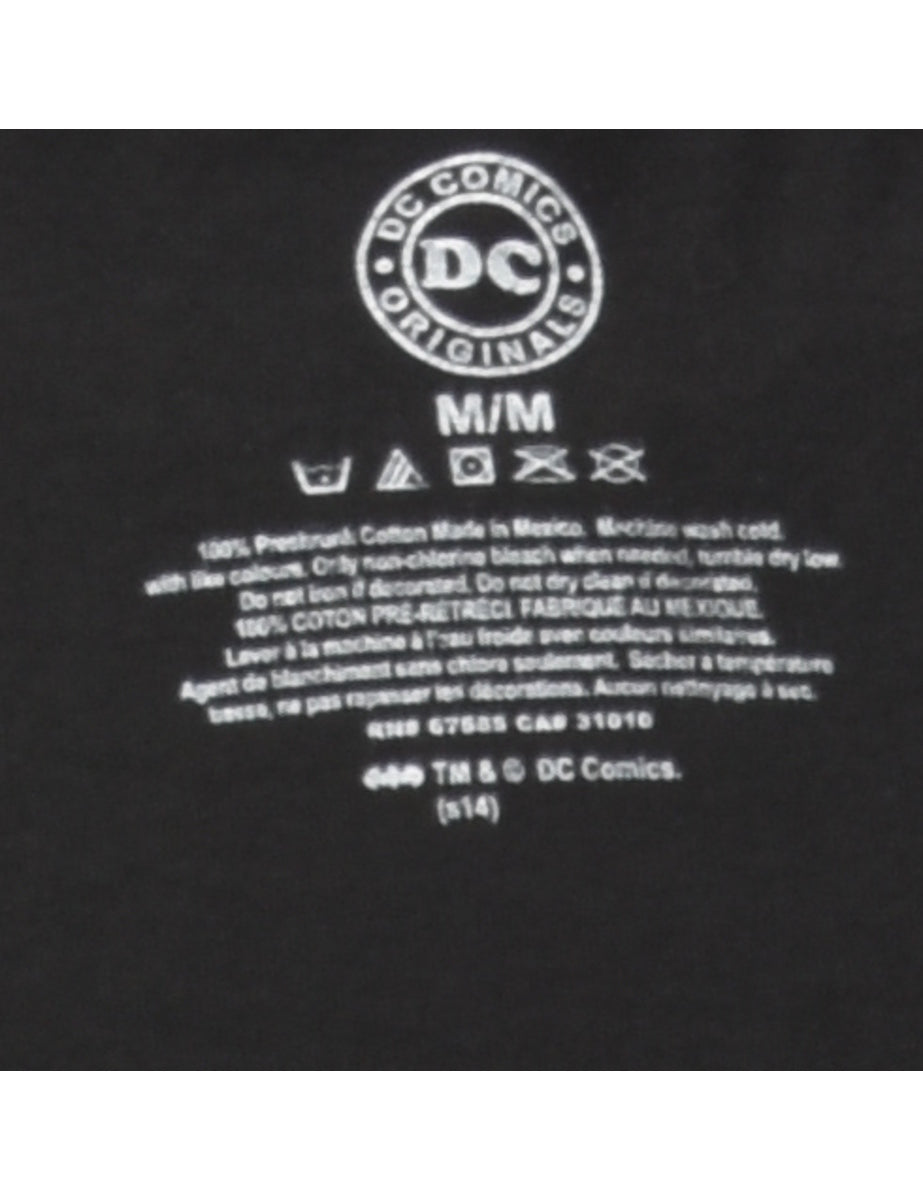 DC COMICS
DC
ORIGINALS
M/M
100% Preshrunk Cotton Made in Mexico. Machine wash cold,
with like colours. Only non-chlorine bleach when needed, tumble dry low.
Do not iron if decorated. Do not dry clean if decorated.
100% COTON PRÉ-RÉTRÉCI. FABRIQUÉ AU MEXIQUE.
Laver à la machine à l'eau froide avec couleurs similaires.
Agent de blanchiment sans chlore seulement. Sécher à température
basse, ne pas repasser les décorations. Aucun nettoyage à sec.
CA# 31010
TM & © DC Comics.
(s14)